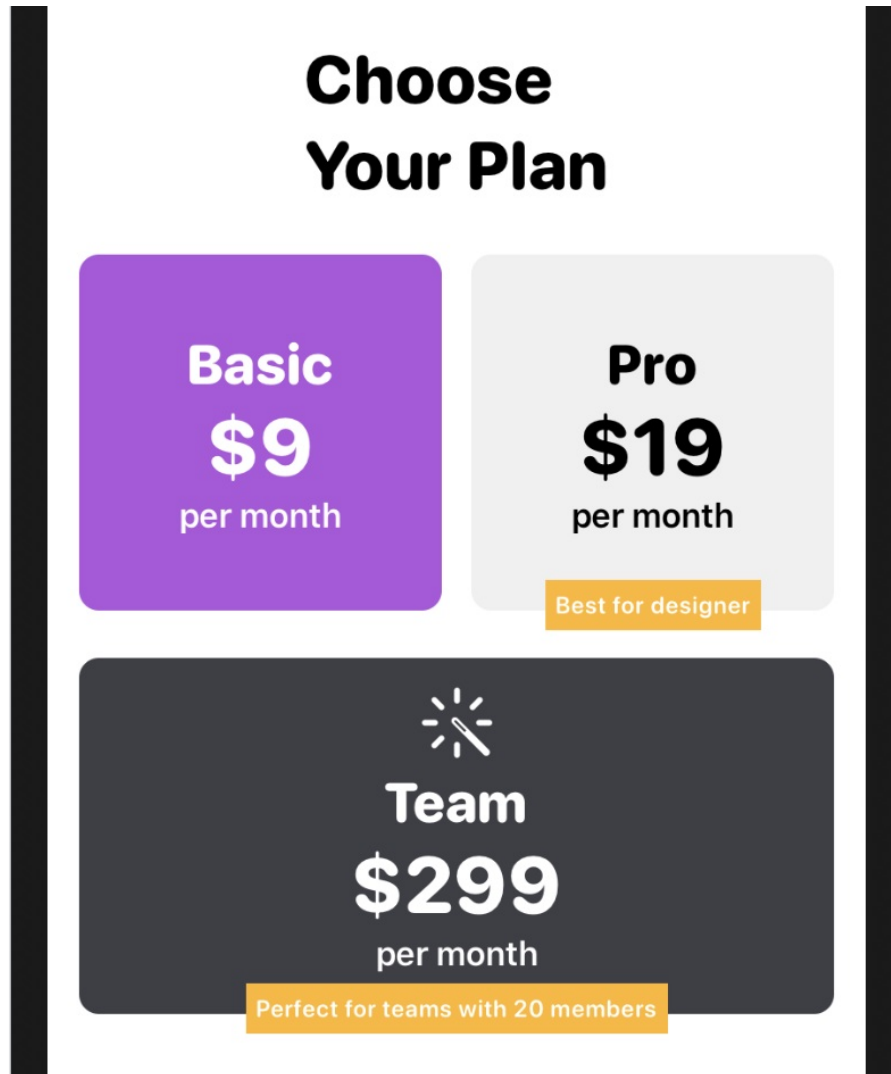 Choose
Your Plan
Basic
$9
per month
Pro
$19
per month
Best for designer
Team
$299
per month
Perfect for teams with 20 members